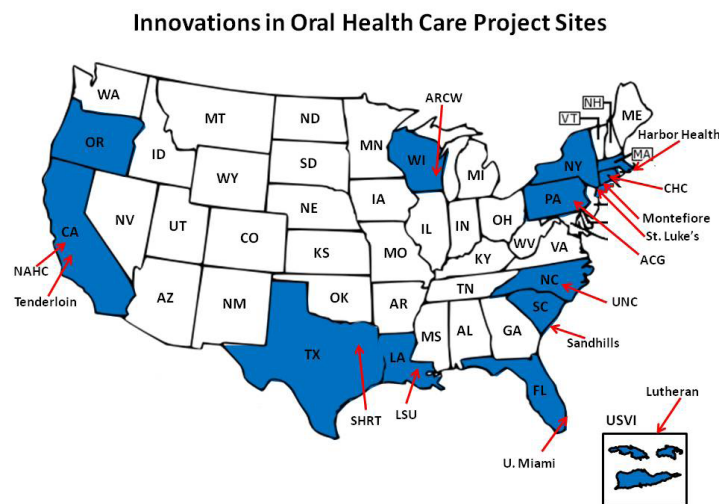 Innovations in Oral Health Care Project Sites
WA
MT
ND
MN
ARCW
NH
VT
ME
Harbor Health
MA
OR
ID
SD
WI
MI
NY
CHC
WY
Montefiore
St. Luke's
ACG
NV
UT
CO
NE
IA
IL
IN
OH
PA
WV
VA
CA
NAHC
Tenderloin
KS
MO
KY
NC
UNC
AZ
NM
OK
AR
TN
SC
Sandhills
TX
LA
MS
AL
GA
SHRT
LSU
FL
U. Miami
Lutheran
USVI